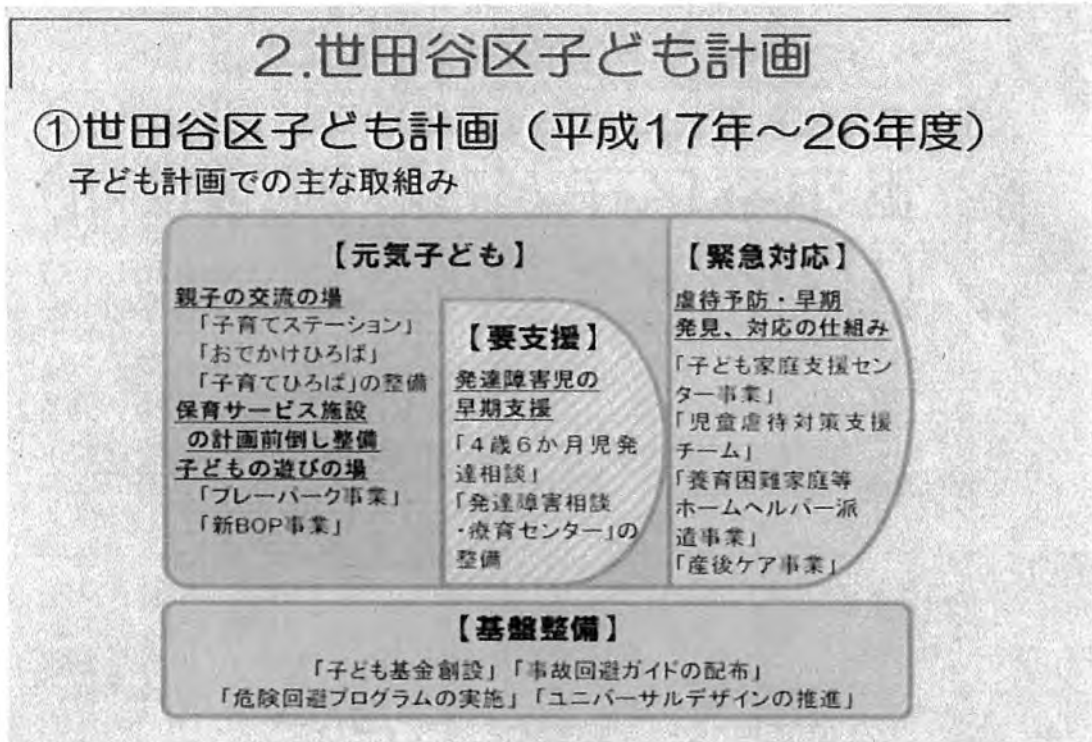 2.世田谷区子ども計画
①世田谷区子ども計画（平成17年～26年度）
子ども計画での主な取組み
【元気子ども】
親子の交流の場
「子育てステーション」
「おでかけひろば」
「子育てひろば」の整備
保育サービス施設
の計画前倒し整備
子どもの遊びの場
「プレーパーク事業」
「新BOP事業」
【要支援】
発達障害児の
早期支援
「4歳6か月児発
達相談」
「発達障害相談
・療育センター」の
整備
【緊急対応】
虐待予防・早期
発見、対応の仕組み
「子ども家庭支援セン
ター事業」
「児童虐待対策支援
チーム」
「養育困難家庭等
ホームヘルパー派
遣事業」
「産後ケア事業」
【基盤整備】
「子ども基金創設」「事故回避ガイドの配布」
「危険回避プログラムの実施」「ユニバーサルデザインの推進」